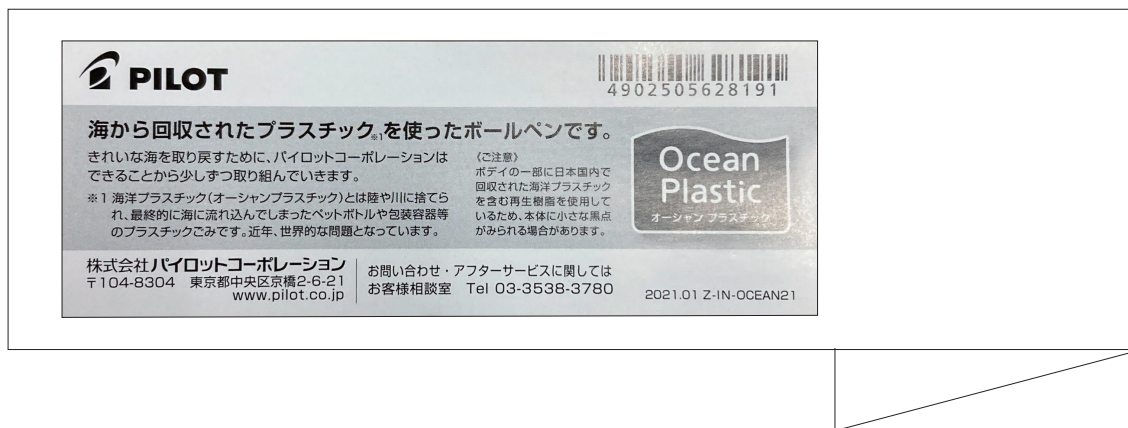 PILOT
4902505628191
海から回収されたプラスチック※1を使ったボールペンです。
きれいな海を取り戻すために、パイロットコーポレーションは
できることから少しずつ取り組んでいきます。
※1 海洋プラスチック(オーシャンプラスチック)とは陸や川に捨てら
れ、最終的に海に流れ込んでしまったペットボトルや包装容器等
のプラスチックごみです。近年、世界的な問題となっています。
《ご注意》
ボデイの一部に日本国内で
回収された海洋プラスチック
を含む再生樹脂を使用して
いるため、本体に小さな黒点
がみられる場合があります。
Ocean
Plastic
オーシャン プラスチック
株式会社パイロットコーポレーション
〒104-8304 東京都中央区京橋2-6-21
www.pilot.co.jp
お問い合わせ・アフターサービスに関しては
お客様相談室 Tel 03-3538-3780
2021.01 Z-IN-OCEAN21